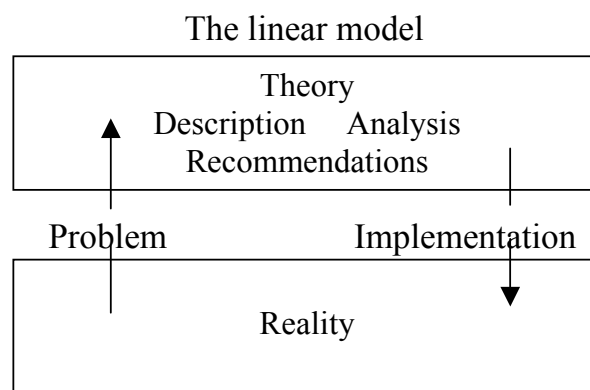 The linear model
Theory
Description Analysis
Recommendations
Problem Implementation
Reality